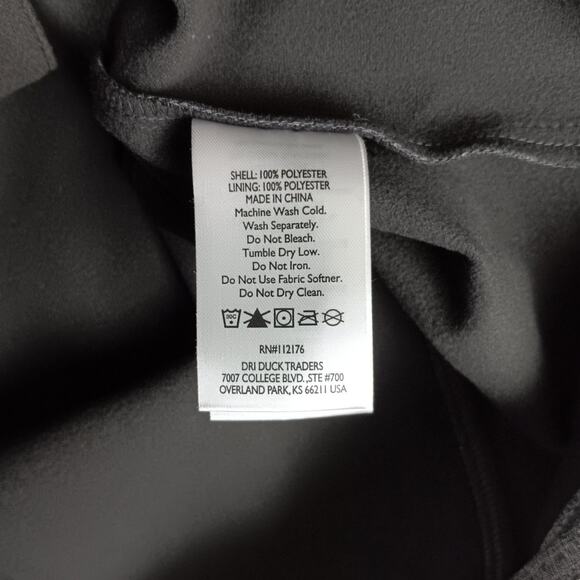 SHELL: 100% POLYESTER
LINING: 100% POLYESTER
MADE IN CHINA
Machine Wash Cold.
Wash Separately.
Do Not Bleach.
Tumble Dry Low.
Do Not Iron.
Do Not Use Fabric Softner.
Do Not Dry Clean.
30C
RN#112176
DRI DUCK TRADERS
7007 COLLEGE BLVD., STE #700
OVERLAND PARK, KS 66211 USA